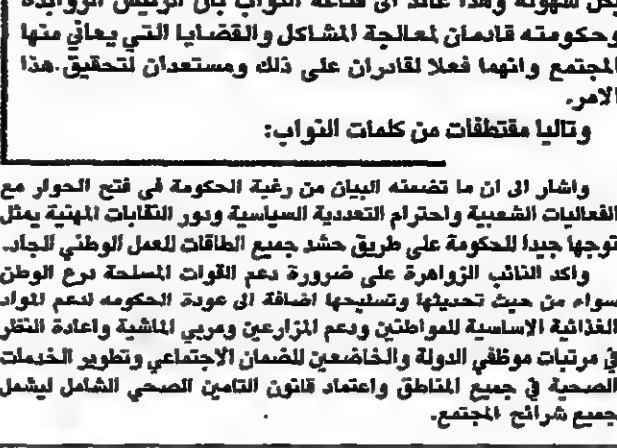 بكل سهولة وهذا عائد الى قناعة النواب بأن الرئيس الروابدة
وحكومته قادمان لمعالجة المشاكل والقضايا التي يعاني منها
المجتمع وانهما فعلا لقادران على ذلك ومستعدان لتحقيق هذا
الامر.
وتاليا مقتطفات من كلمات النواب:
واشار الى ان ما تضمنه البيان من رغبة الحكومة في فتح الحوار مع
الفعاليات الشعبية واحترام التعددية السياسية ودور النقابات المهنية يمثل
توجها جيدا للحكومة على طريق حشد جميع الطاقات للعمل الوطني الجاد.
واكد النائب الزواهرة على ضرورة دعم القوات المسلحة درع الوطن
سواء من حيث تحديثها وتسليحها اضافة الى عودة الحكومه لدعم المواد
الغذائية الاساسية للمواطنين ودعم المزارعين ومربي الماشية واعادة النظر
في مرتبات موظفي الدولة والخاضعين للضمان الاجتماعي وتطوير الخدمات
الصحية في جميع المناطق واعتماد قانون التامين الصحي الشامل ليشمل
جميع شرائح المجتمع.